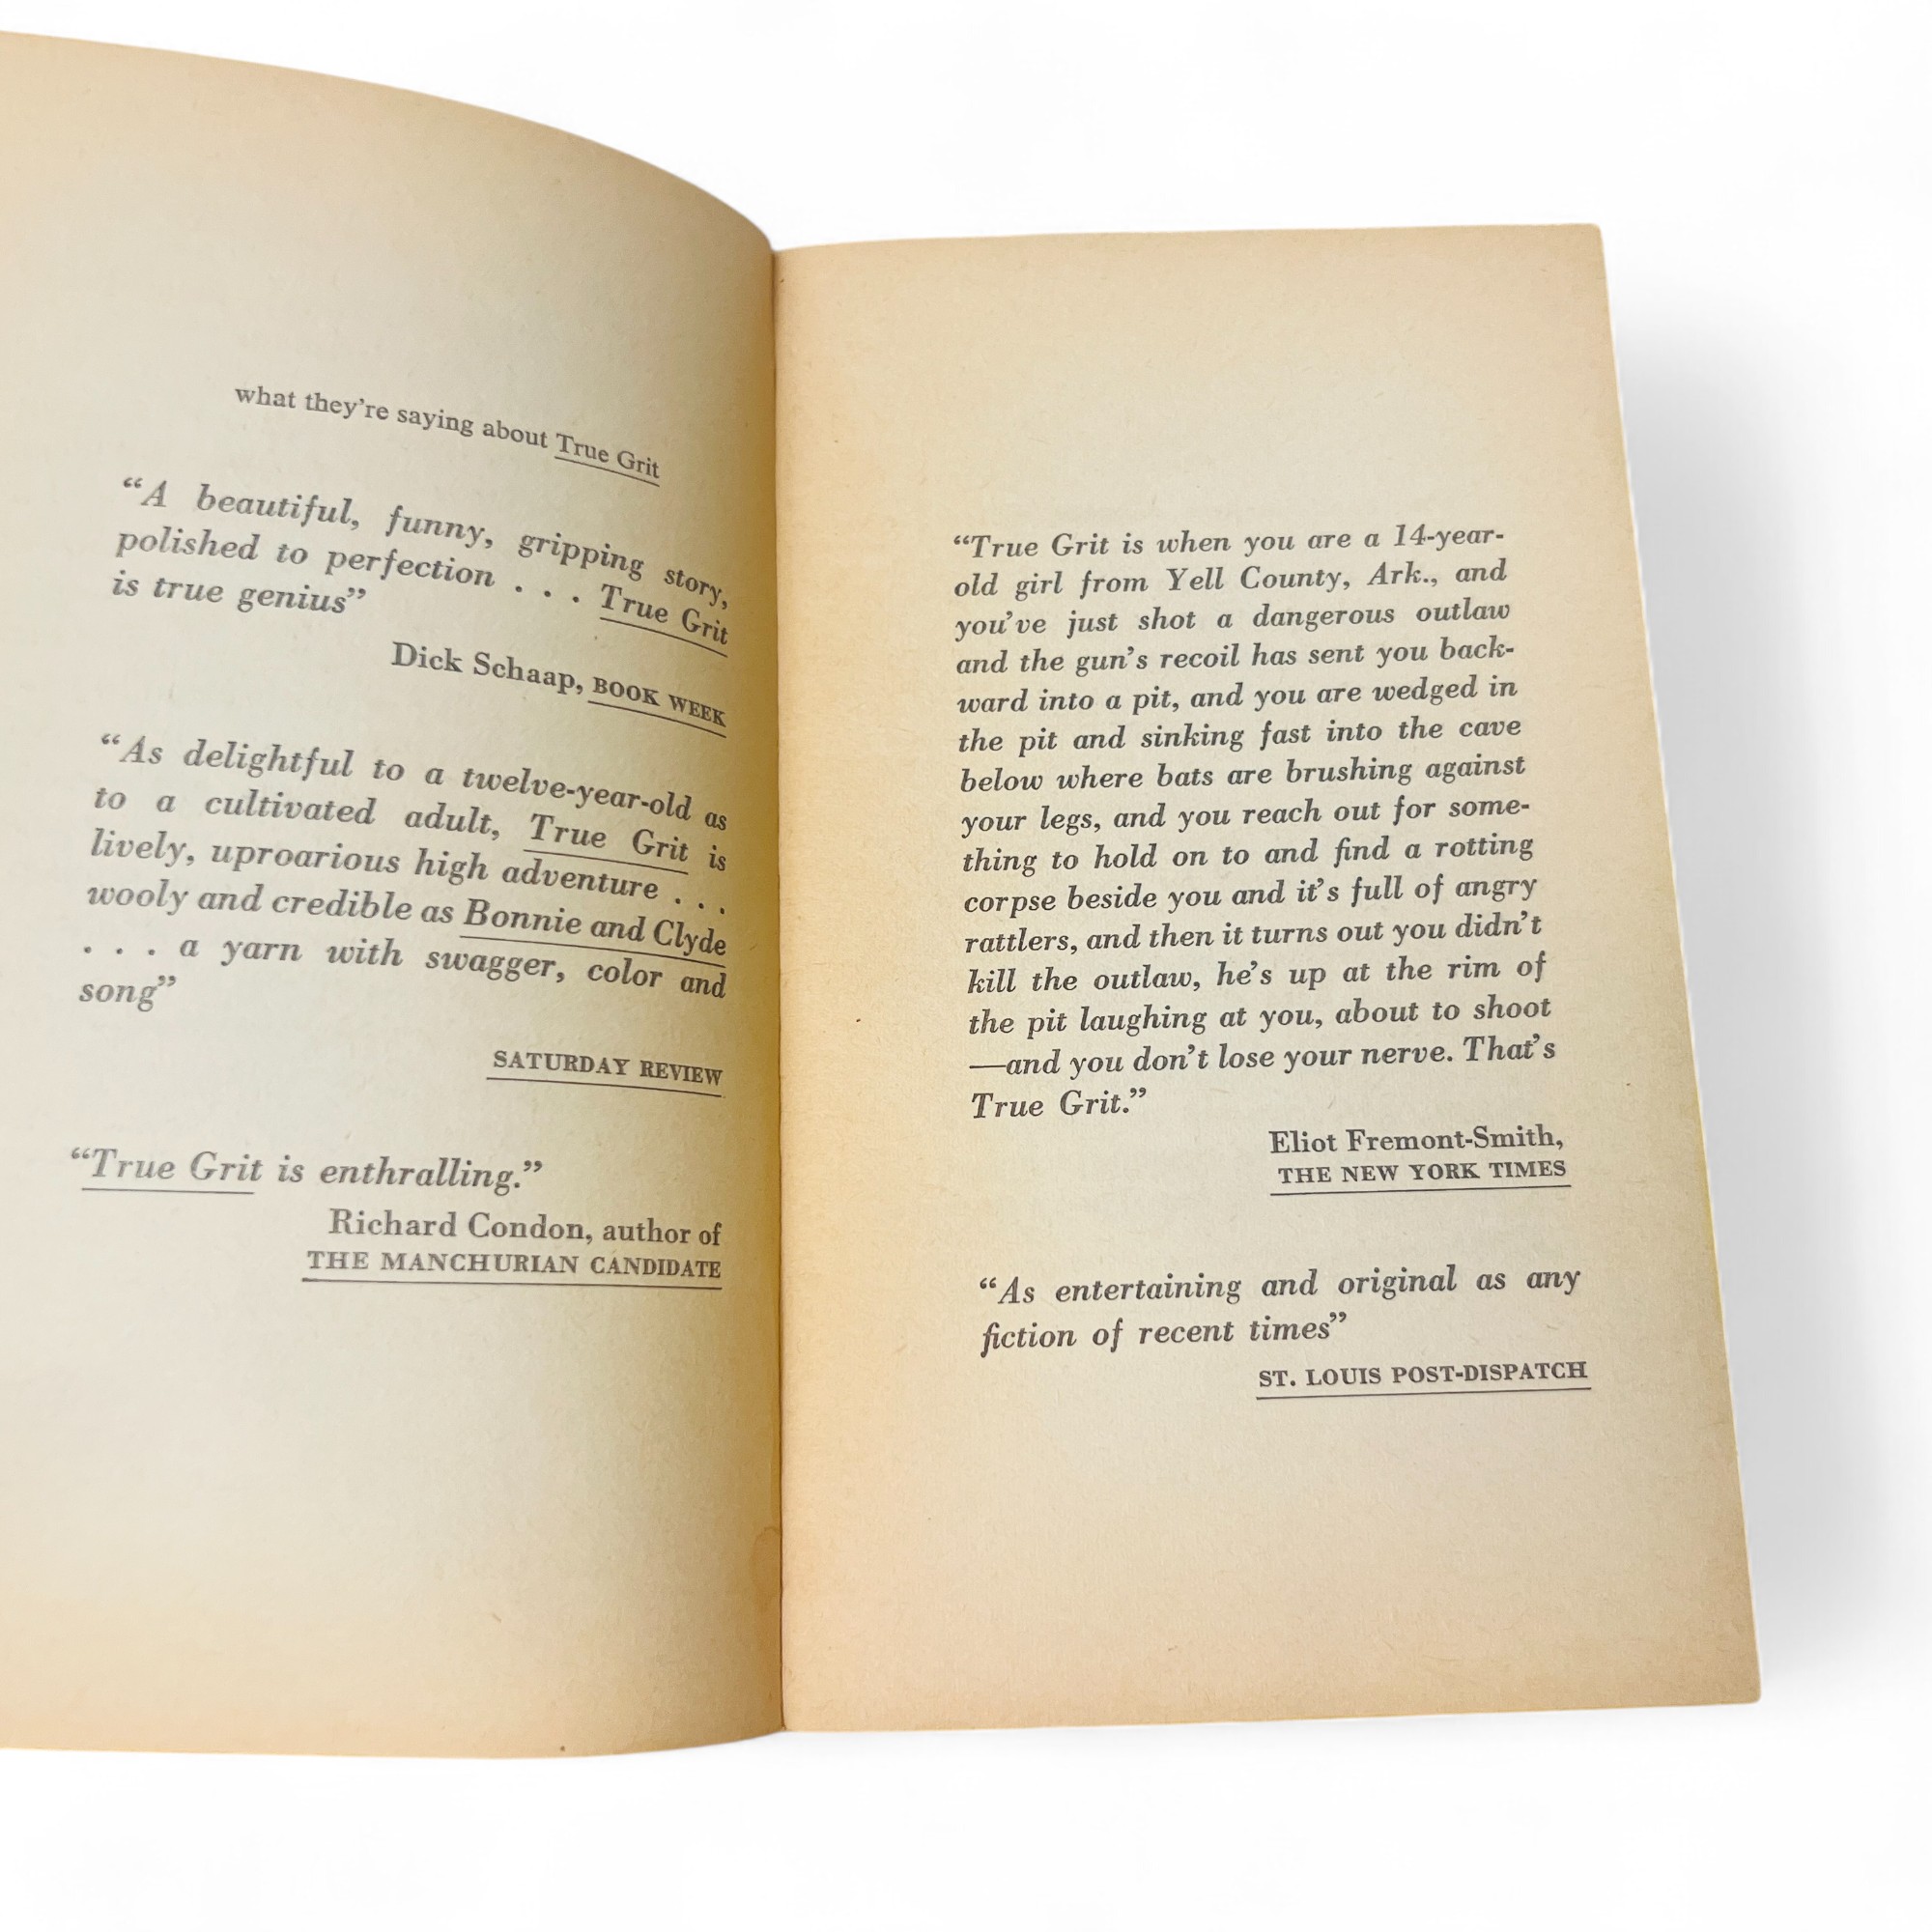 what they're saying about True Grit
“A beautiful, funny, gripping story,
polished to perfection . . . True Grit
is true genius”
Dick Schaap, BOOK WEEK
“As delightful to a twelve-year-old as
to a cultivated adult, True Grit is
lively, uproarious high adventure . . .
wooly and credible as Bonnie and Clyde
. . . a yarn with swagger, color and
song”
SATURDAY REVIEW
“True Grit is enthralling.”
Richard Condon, author of
THE MANCHURIAN CANDIDATE
“True Grit is when you are a 14-year-
old girl from Yell County, Ark., and
you’ve just shot a dangerous outlaw
and the gun’s recoil has sent you back-
ward into a pit, and you are wedged in
the pit and sinking fast into the cave
below where bats are brushing against
your legs, and you reach out for some-
thing to hold on to and find a rotting
corpse beside you and it’s full of angry
rattlers, and then it turns out you didn’t
kill the outlaw, he’s up at the rim of
the pit laughing at you, about to shoot
—and you don’t lose your nerve. That’s
True Grit.”
Eliot Fremont-Smith,
THE NEW YORK TIMES
“As entertaining and original as any
fiction of recent times”
ST. LOUIS POST-DISPATCH